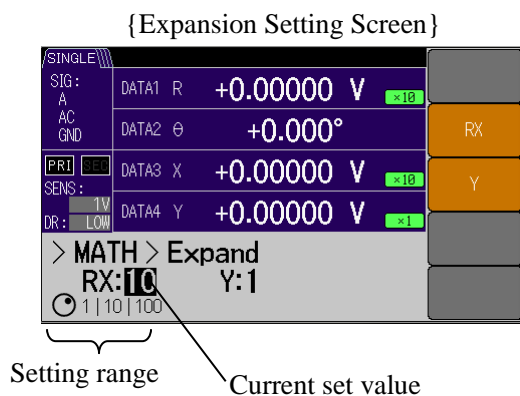 {Expansion Setting Screen}
SINGLE
SIG:
A
AC
GND
DATA1 R +0.00000 V ×10
DATA2 θ +0.000°
RX
PRI SEC
SENS:
1V
DR: LOW
DATA3 X +0.00000 V ×10
Y
DATA4 Y +0.00000 V ×1
> MATH > Expand
RX:10 Y:1
1|10|100
Setting range
Current set value